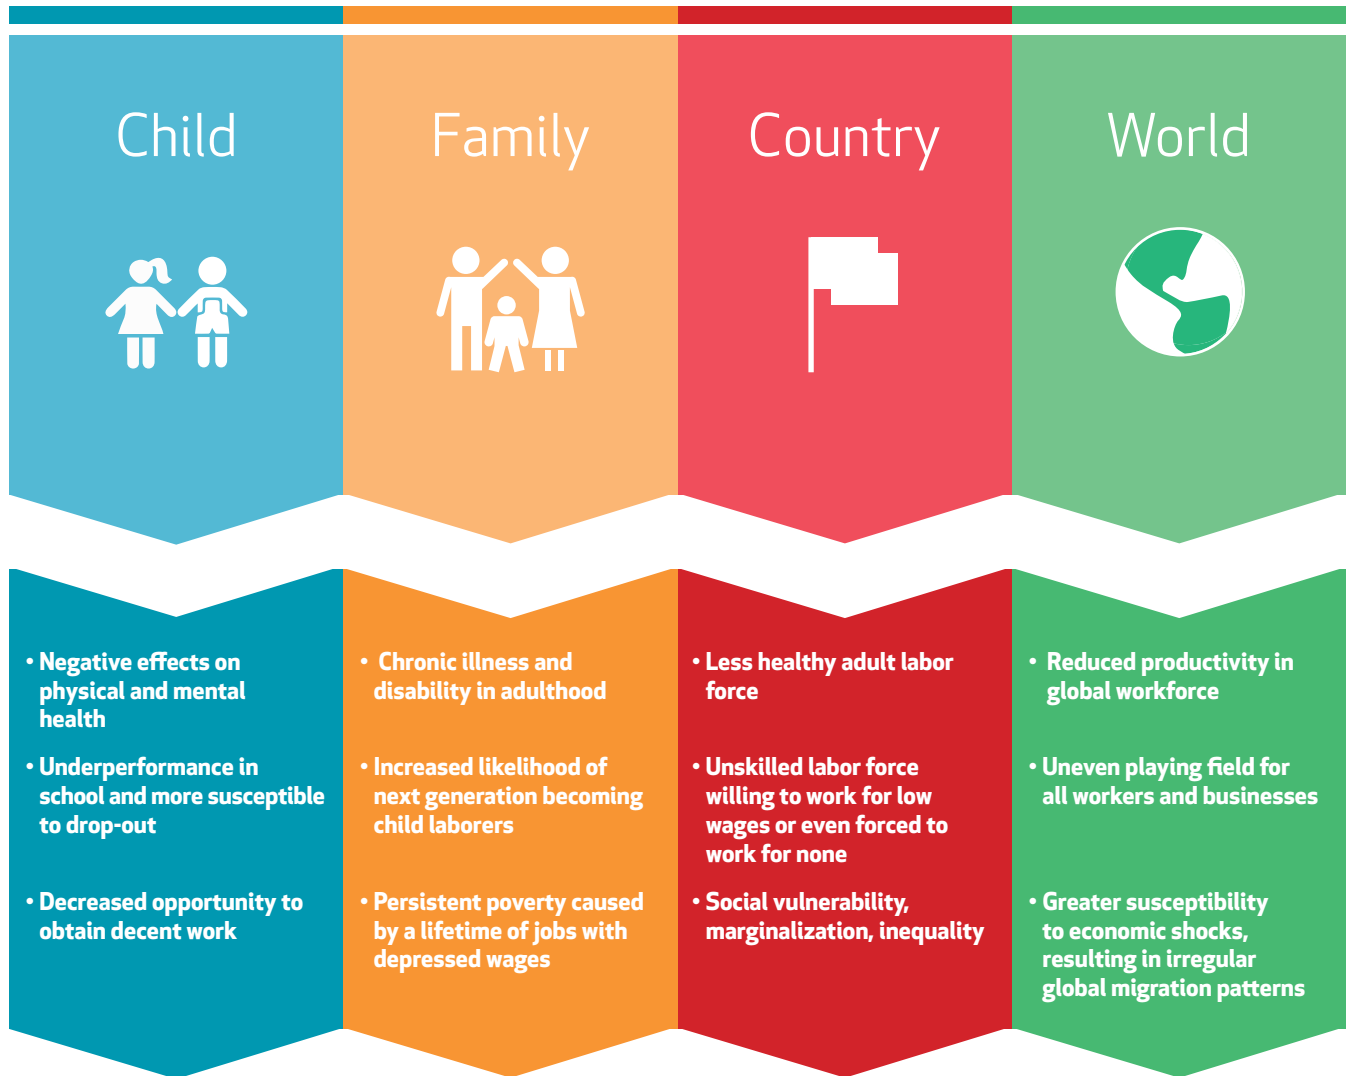 Child
Family
Country
World
• Negative effects on
physical and mental
health
• Underperformance in
school and more susceptible
to drop-out
• Decreased opportunity to
obtain decent work
• Chronic illness and
disability in adulthood
• Increased likelihood of
next generation becoming
child laborers
• Persistent poverty caused
by a lifetime of jobs with
depressed wages
• Less healthy adult labor
force
• Unskilled labor force
willing to work for low
wages or even forced to
work for none
• Social vulnerability,
marginalization, inequality
• Reduced productivity in
global workforce
• Uneven playing field for
all workers and businesses
• Greater susceptibility
to economic shocks,
resulting in irregular
global migration patterns